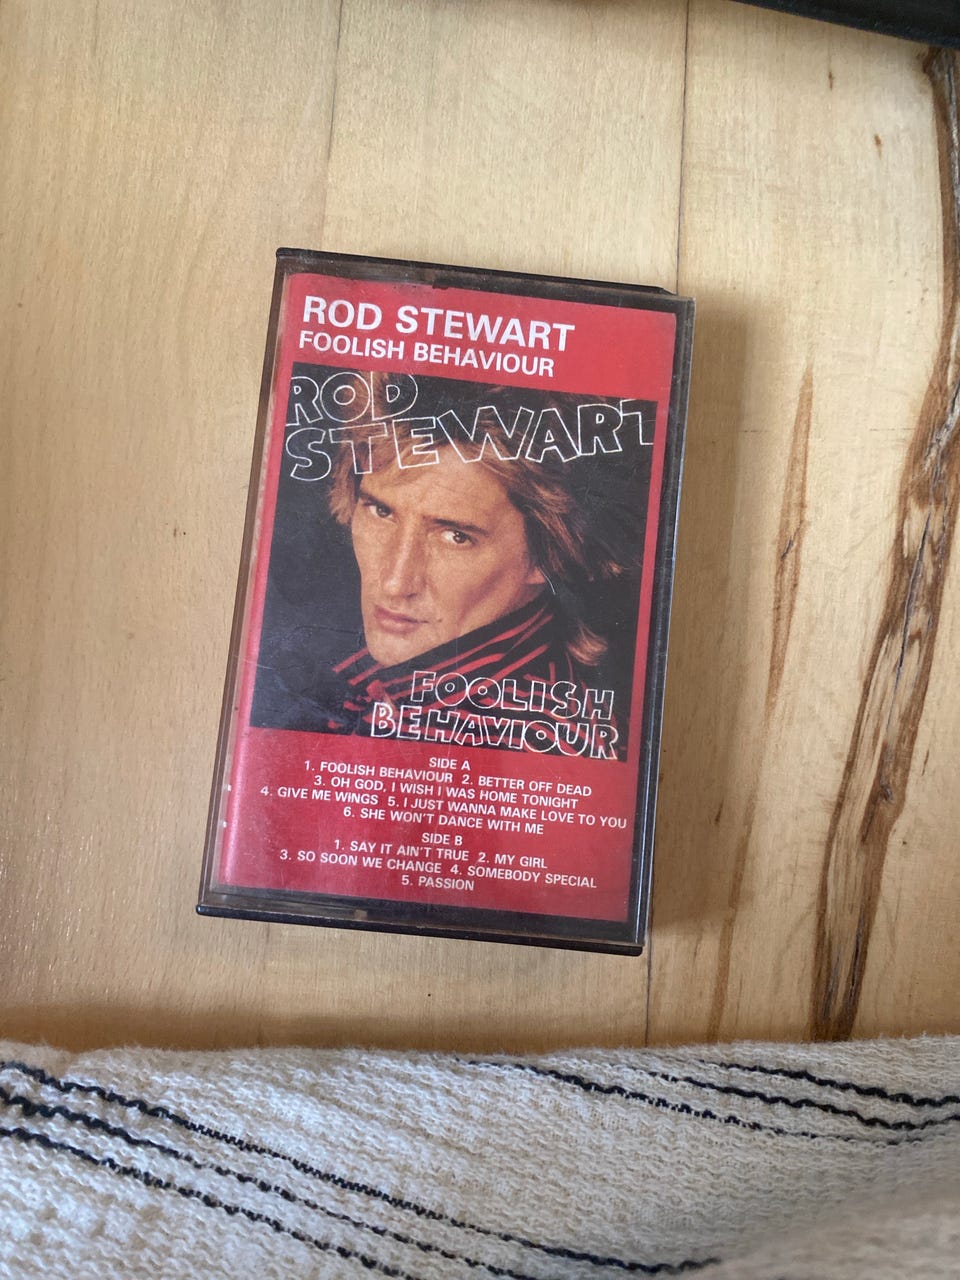 ROD STEWART
FOOLISH BEHAVIOUR
ROD
STEWART
FOOLISH
BEHAVIOUR
SIDE A
1. FOOLISH BEHAVIOUR 2. BETTER OFF DEAD
3. OH GOD, I WISH I WAS HOME TONIGHT
4. GIVE ME WINGS 5. I JUST WANNA MAKE LOVE TO YOU
6. SHE WON'T DANCE WITH ME
SIDE B
1. SAY IT AIN'T TRUE 2. MY GIRL
3. SO SOON WE CHANGE 4. SOMEBODY SPECIAL
5. PASSION